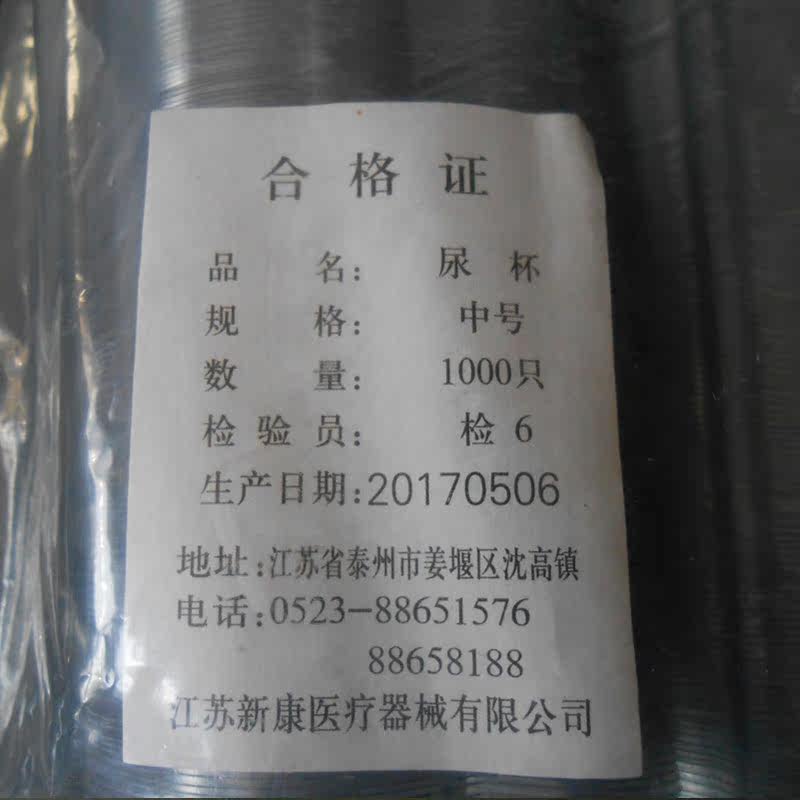 合格证
品名：尿杯
规格：中号
数量：1000只
检验员：检6
生产日期：20170506
地址：江苏省泰州市姜堰区沈高镇
电话：0523-88651576
88658188
江苏新康医疗器械有限公司